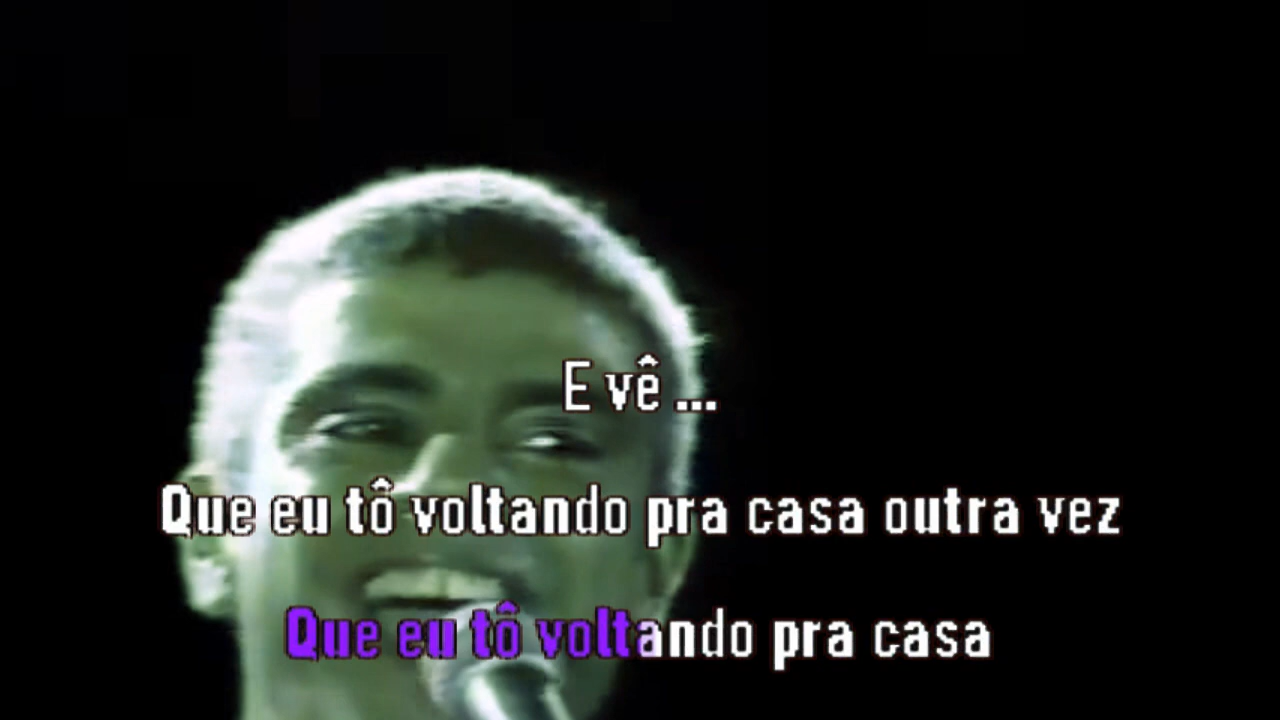 E vê ...
Que eu tô voltando pra casa outra vez
Que eu tô voltando pra casa